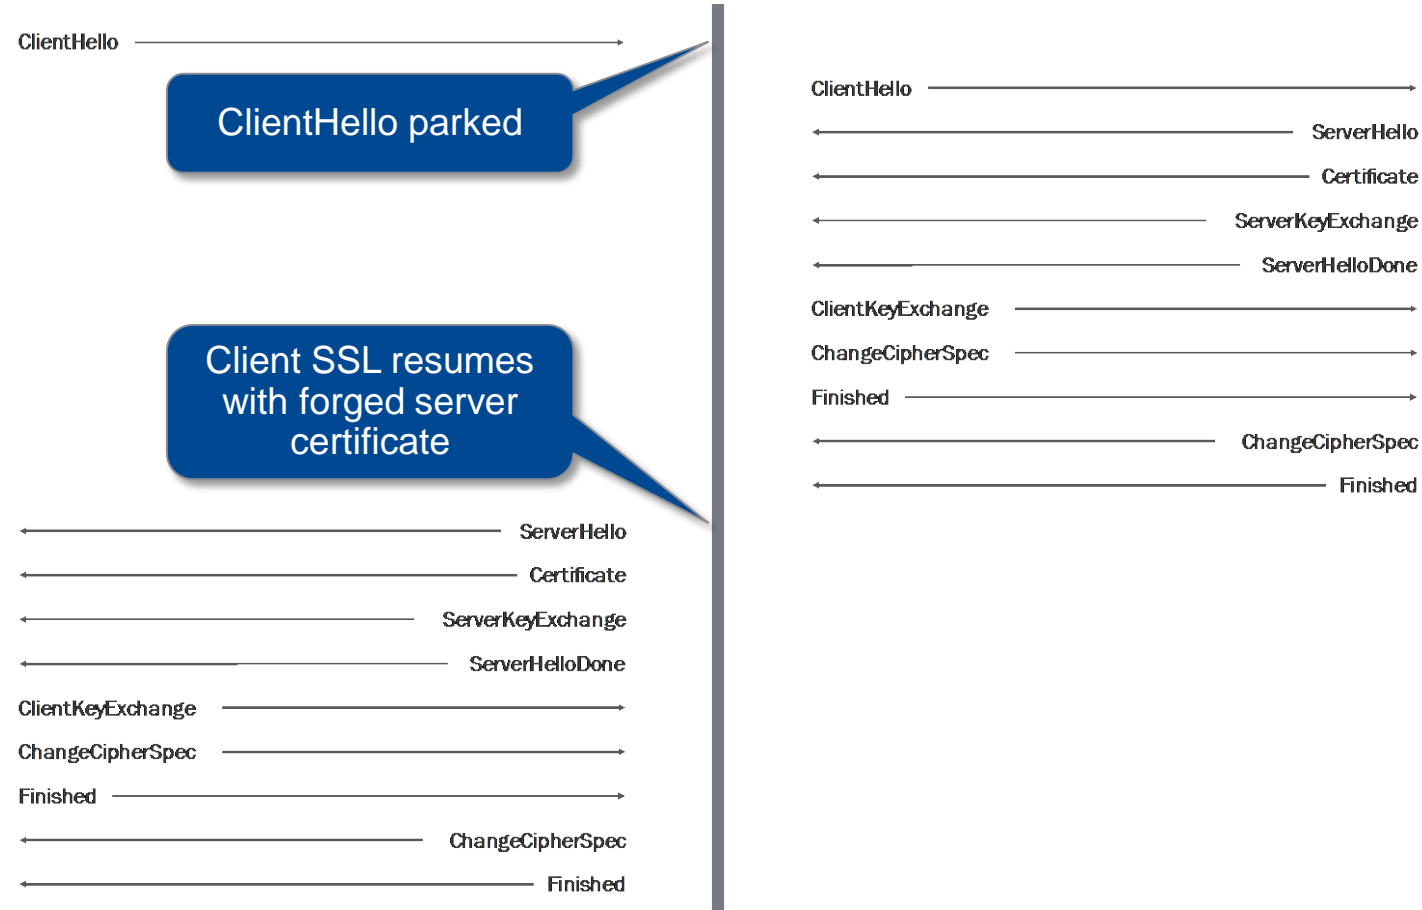 ClientHello
ClientHello parked
Client SSL resumes
with forged server
certificate
ServerHello
Certificate
ServerKeyExchange
ServerHelloDone
ClientKeyExchange
ChangeCipherSpec
Finished
ChangeCipherSpec
Finished
ClientHello
ServerHello
Certificate
ServerKeyExchange
ServerHelloDone
ClientKeyExchange
ChangeCipherSpec
Finished
ChangeCipherSpec
Finished